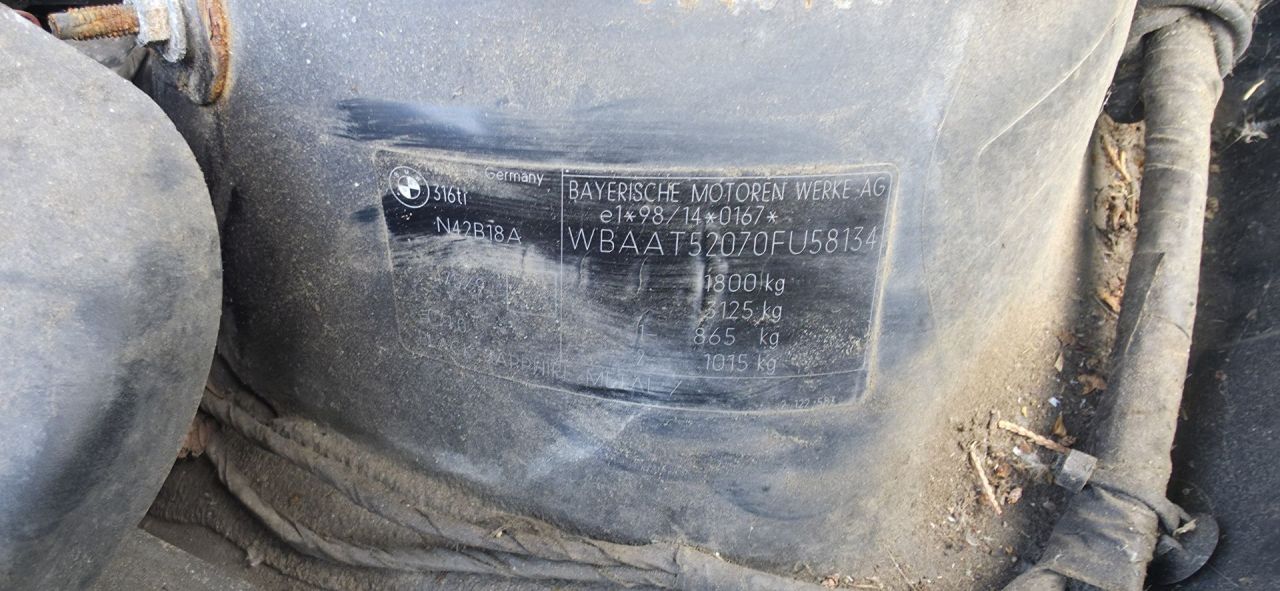 Germany
316ti
N42B18A
BAYERISCHE MOTOREN WERKE AG
e1*98/14*0167*
WBAAT52070FU58134
1800 kg
3125 kg
1 865 kg
2 1015 kg